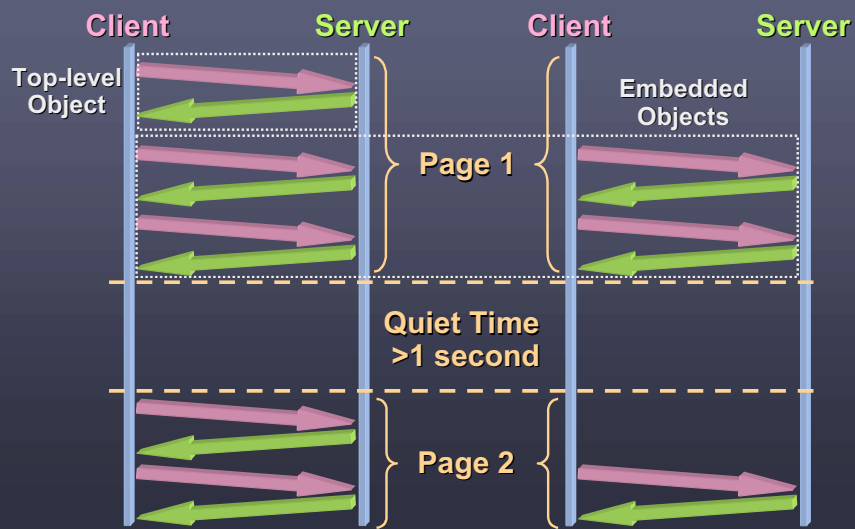 Client Server Client Server
Top-level
Object
Embedded
Objects
Page 1
Quiet Time
>1 second
Page 2